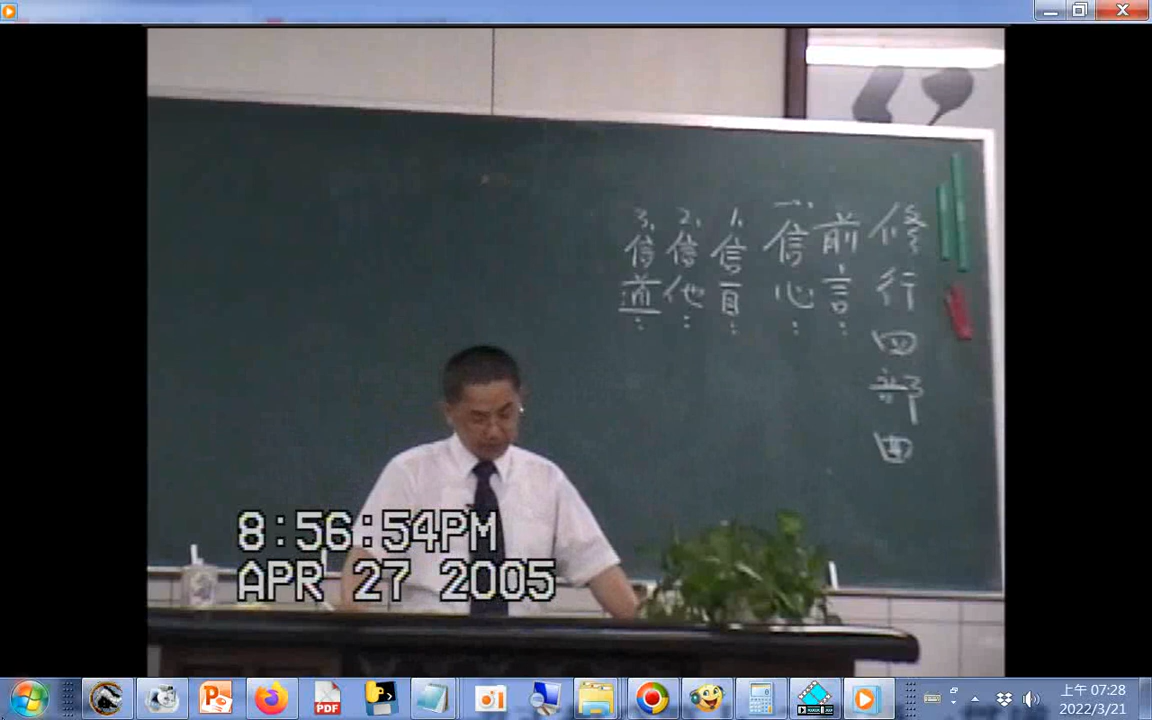 修行四部曲
前言：
一、信心：
1.信自：
2.信他：
3.信道：
8:56:54PM
APR 27 2005
PDF
上午 07:28
2022/3/21